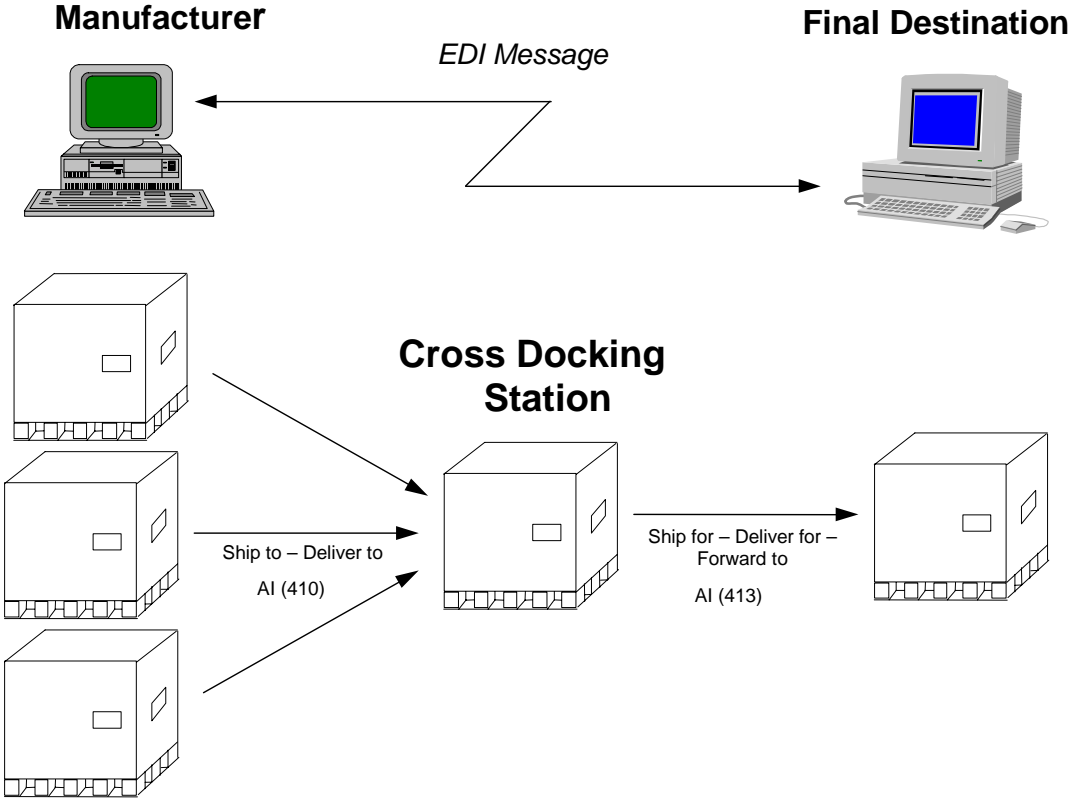 Manufacturer
Final Destination
EDI Message
Cross Docking
Station
Ship to – Deliver to
AI (410)
Ship for – Deliver for –
Forward to
AI (413)